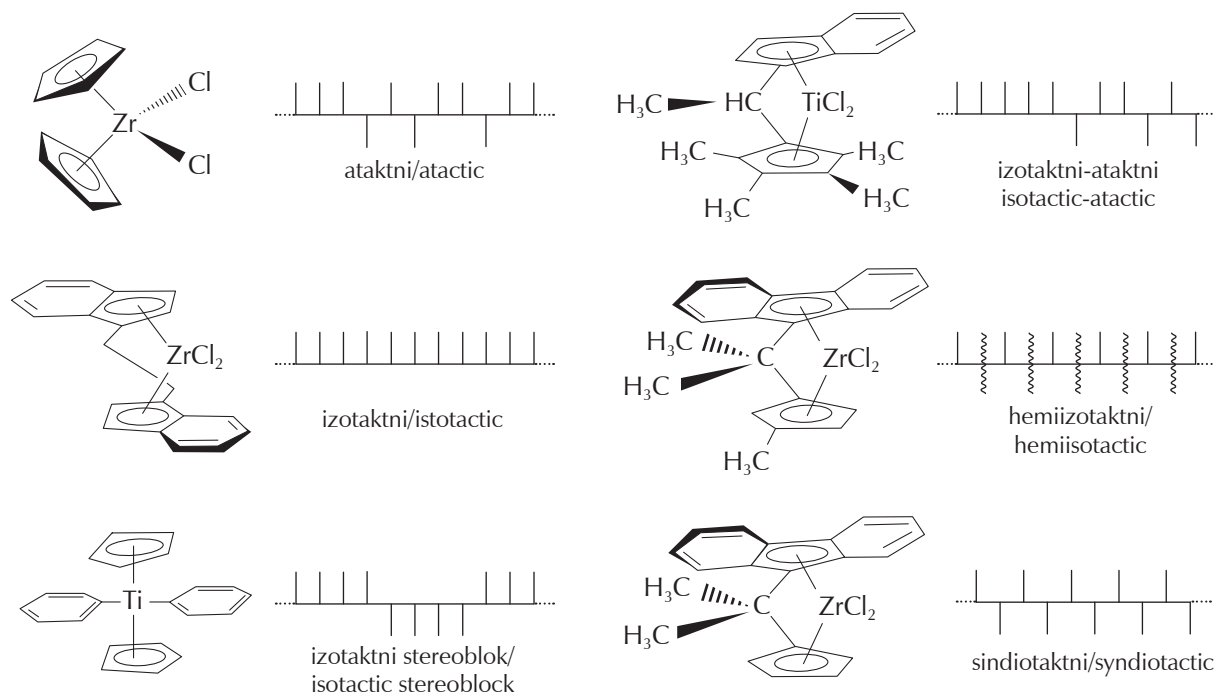 Cl
Zr
Cl
ataktni/atactic
H₃C
HC
TiCl₂
H₃C
H₃C
H₃C
CH₃
izotaktni-ataktni
isotactic-atactic
ZrCl₂
izotaktni/istotactic
H₃C
H₃C
C
ZrCl₂
H₃C
hemiizotaktni/
hemiisotactic
Ti
izotaktni stereoblok/
isotactic stereoblock
H₃C
H₃C
C
ZrCl₂
sindiotaktni/syndiotactic